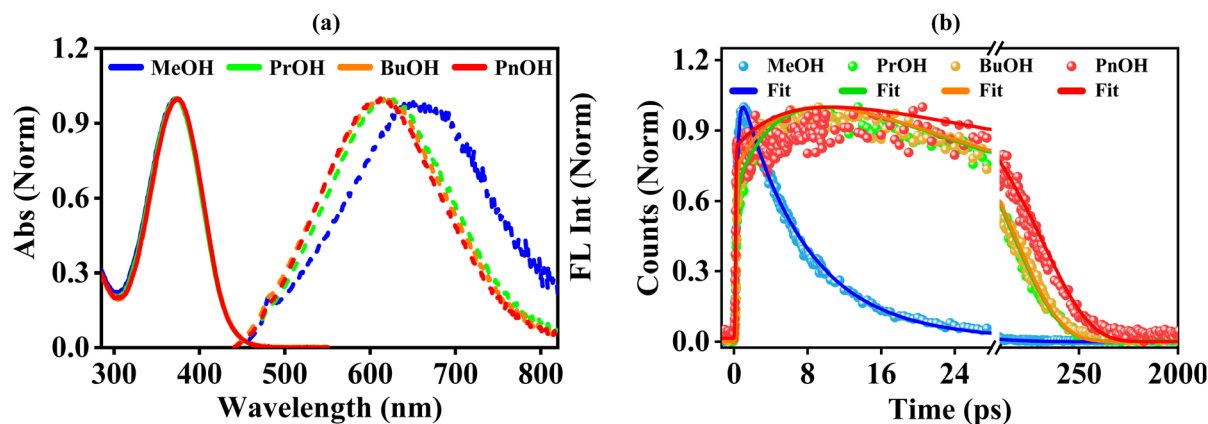 (a)
1.2
0.9
0.6
0.3
0.0
Abs (Norm)
MeOH PrOH BuOH PnOH
FL Int (Norm)
300 400 500 600 700 800
Wavelength (nm)
(b)
1.2
0.9
0.6
0.3
0.0
Counts (Norm)
MeOH PrOH BuOH PnOH
Fit Fit Fit Fit
0 8 16 24 250 2000
Time (ps)